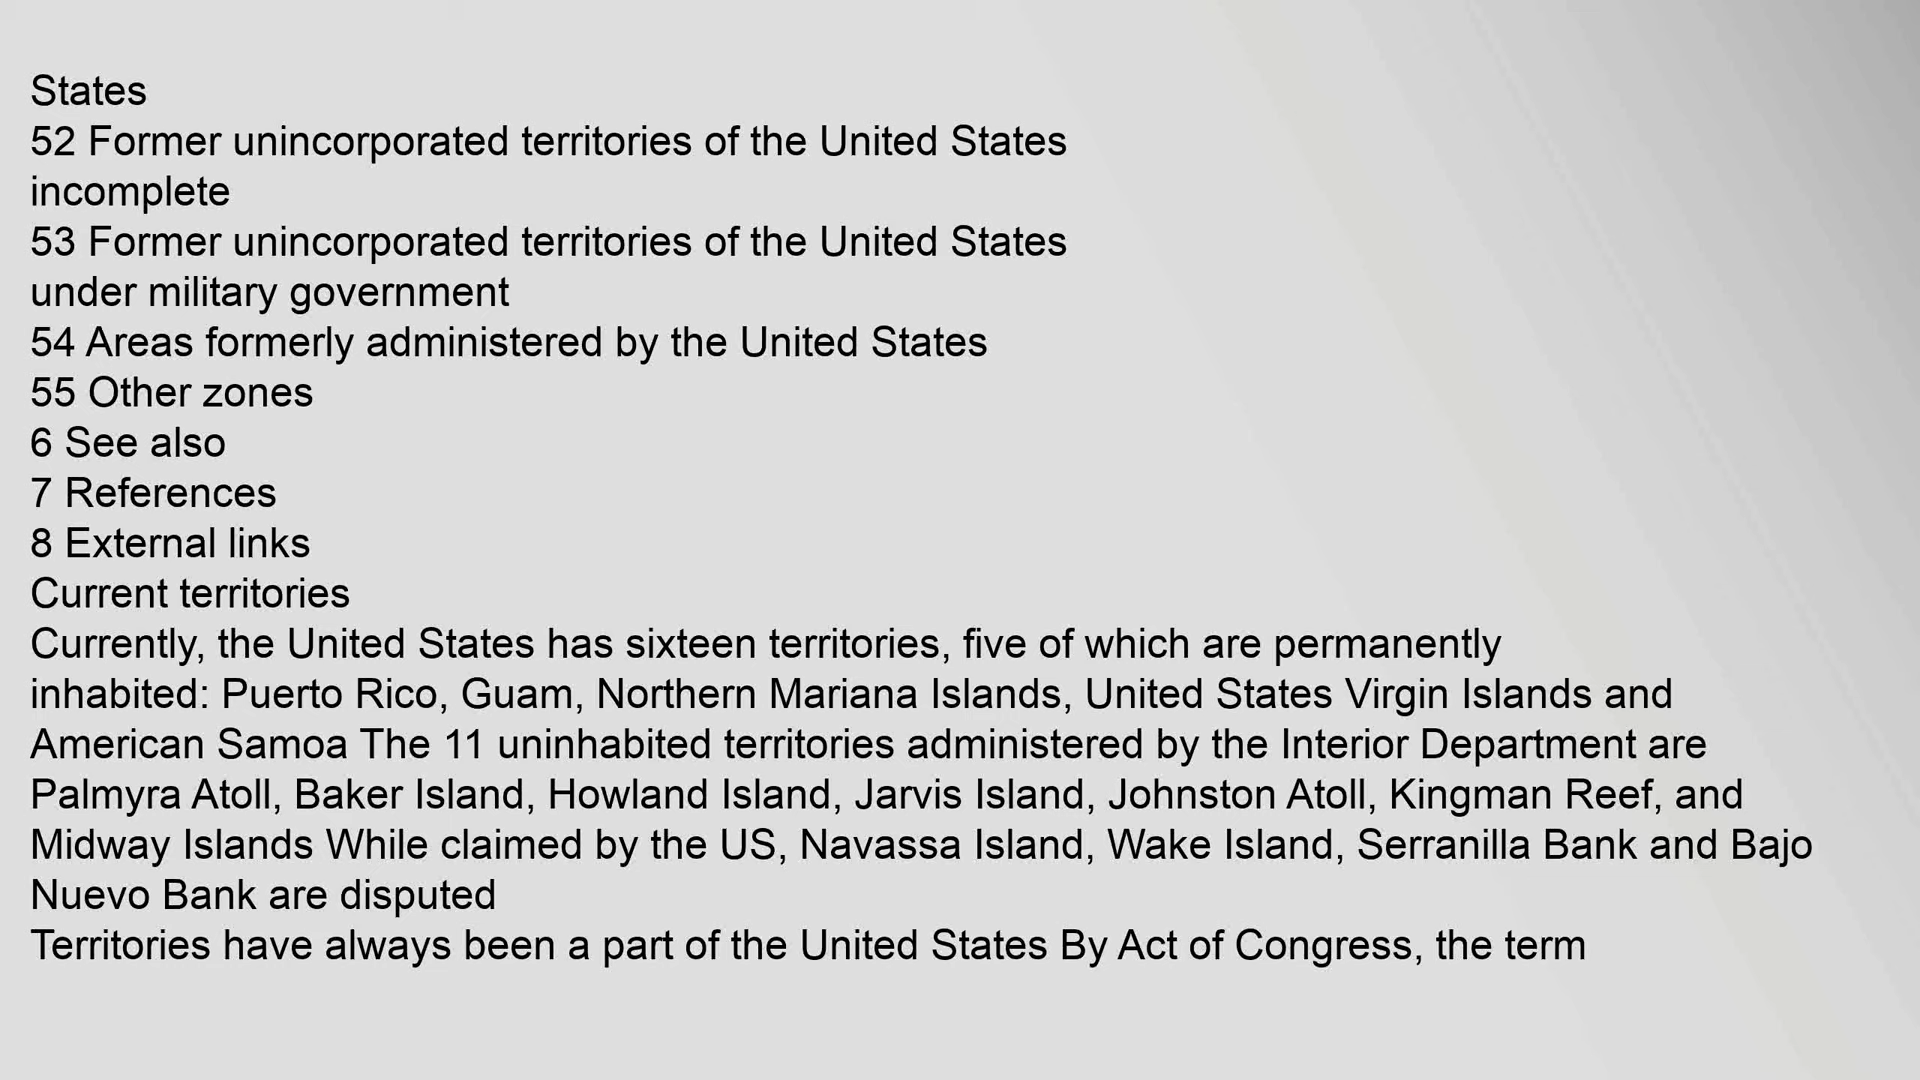 States
52 Former unincorporated territories of the United States
incomplete
53 Former unincorporated territories of the United States
under military government
54 Areas formerly administered by the United States
55 Other zones
6 See also
7 References
8 External links
Current territories
Currently, the United States has sixteen territories, five of which are permanently
inhabited: Puerto Rico, Guam, Northern Mariana Islands, United States Virgin Islands and
American Samoa The 11 uninhabited territories administered by the Interior Department are
Palmyra Atoll, Baker Island, Howland Island, Jarvis Island, Johnston Atoll, Kingman Reef, and
Midway Islands While claimed by the US, Navassa Island, Wake Island, Serranilla Bank and Bajo
Nuevo Bank are disputed
Territories have always been a part of the United States By Act of Congress, the term